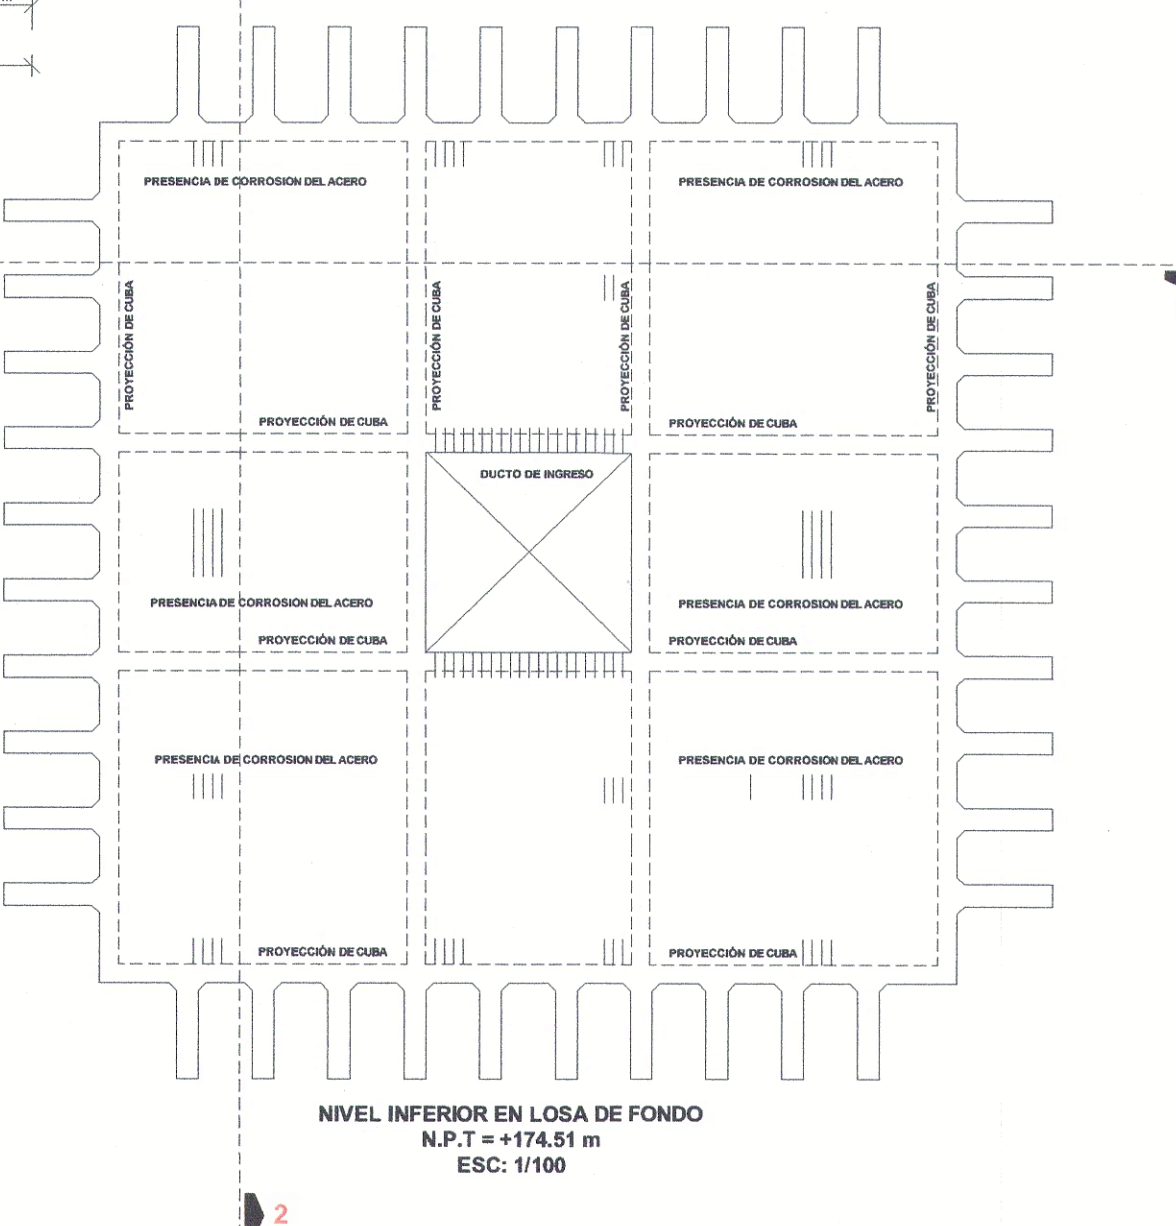 PRESENCIA DE CORROSION DEL ACERO
PRESENCIA DE CORROSION DEL ACERO
PROYECCIÓN DE CUBA
PROYECCIÓN DE CUBA
PROYECCIÓN DE CUBA
PROYECCIÓN DE CUBA
PROYECCIÓN DE CUBA
PROYECCIÓN DE CUBA
DUCTO DE INGRESO
PRESENCIA DE CORROSION DEL ACERO
PRESENCIA DE CORROSION DEL ACERO
PROYECCIÓN DE CUBA
PROYECCIÓN DE CUBA
PRESENCIA DE CORROSION DEL ACERO
PRESENCIA DE CORROSION DEL ACERO
PROYECCIÓN DE CUBA
PROYECCIÓN DE CUBA
NIVEL INFERIOR EN LOSA DE FONDO
N.P.T = +174.51 m
ESC: 1/100
2